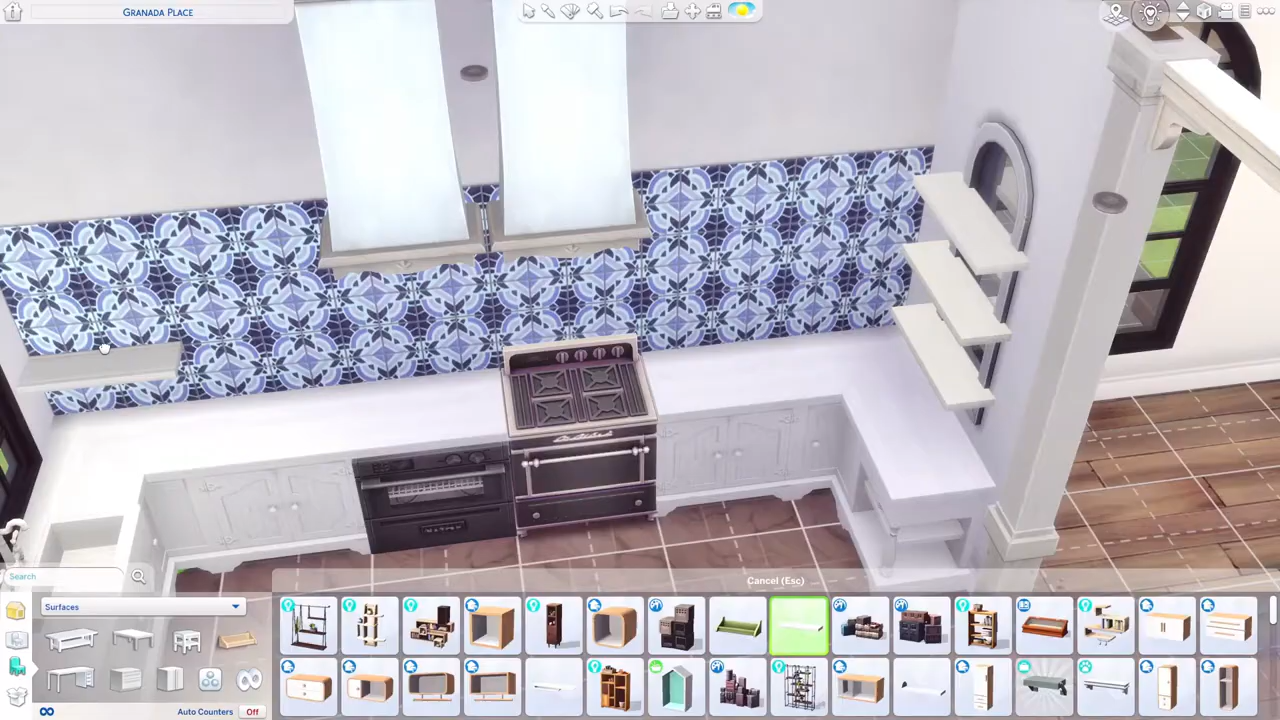 GRANADA PLACE
Cancel (Esc)
Search
Surfaces
Auto Counters Off